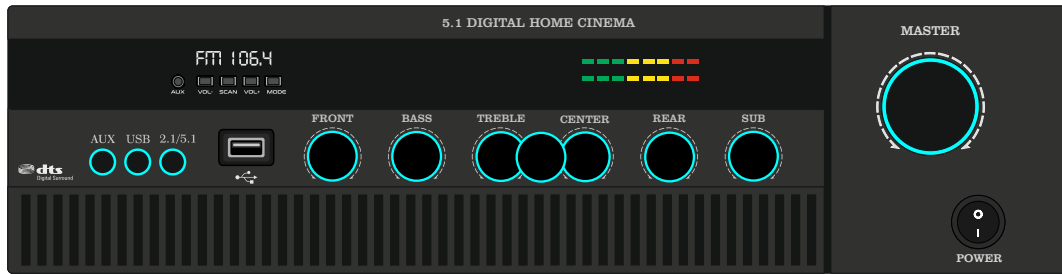 5.1 DIGITAL HOME CINEMA
MASTER
FM 106.4
AUX VOL- SCAN VOL+ MODE
FRONT BASS TREBLE CENTER REAR SUB
AUX USB 2.1/5.1
dts
Digital Surround
O
I
POWER